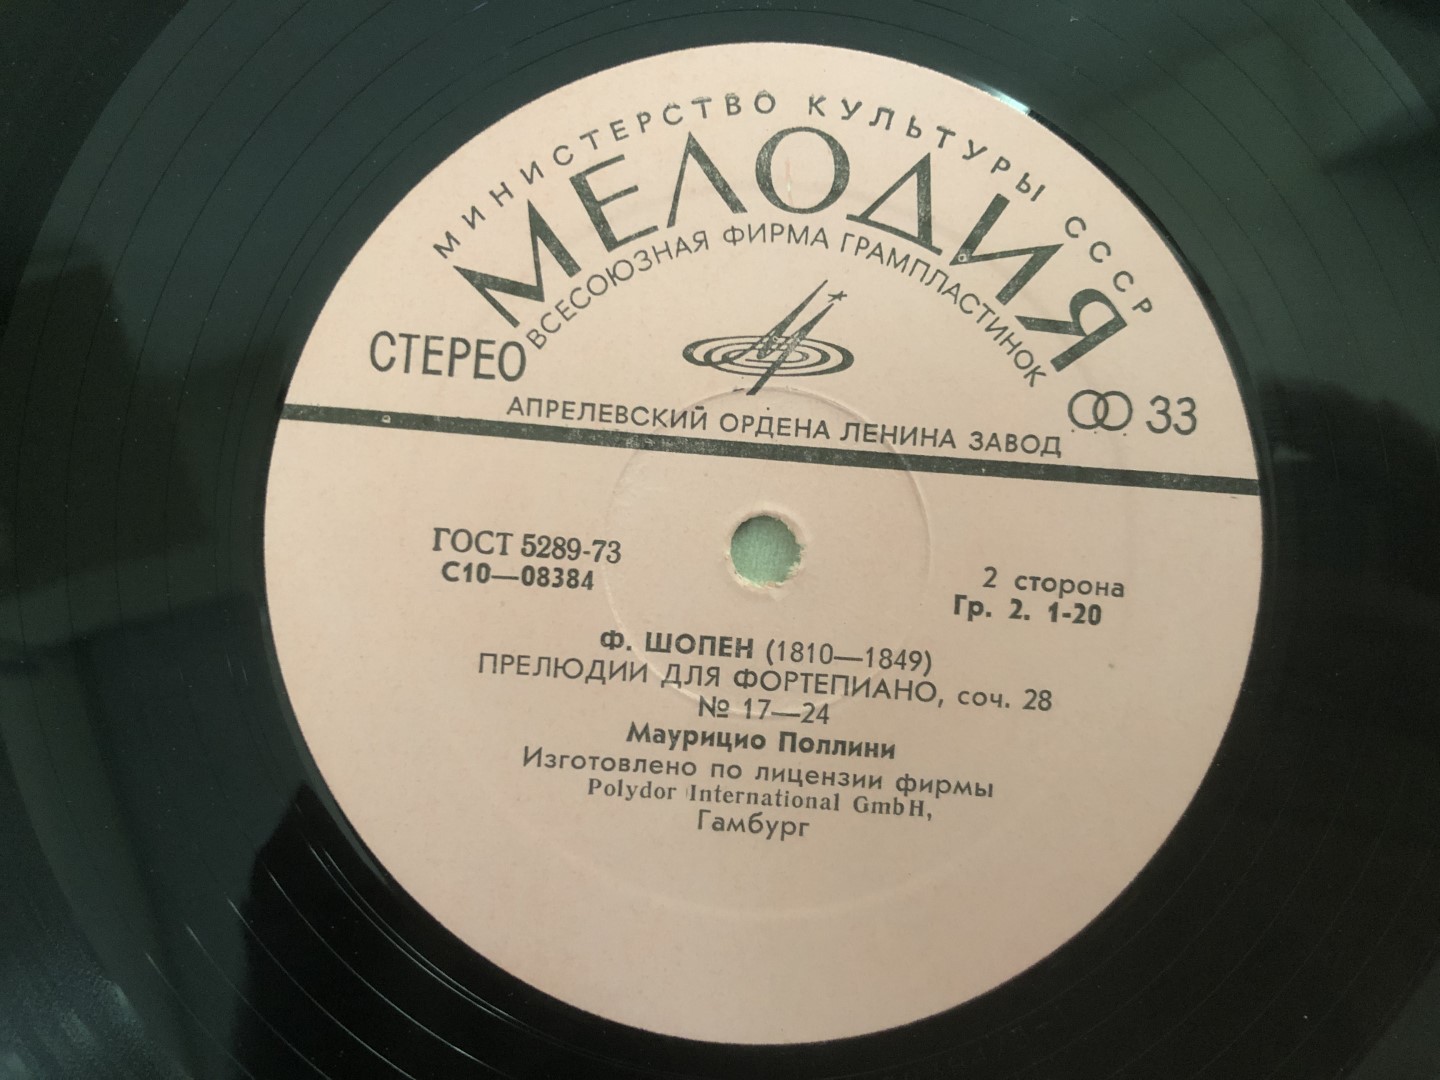 МИНИСТЕРСТВО КУЛЬТУРЫ СССР
МЕЛОДИЯ
ВСЕСОЮЗНАЯ ФИРМА ГРАМПЛАСТИНОК
СТЕРЕО
33
АПРЕЛЕВСКИЙ ОРДЕНА ЛЕНИНА ЗАВОД
ГОСТ 5289-73
С10—08384
2 сторона
Гр. 2. 1-20
Ф. ШОПЕН (1810—1849)
ПРЕЛЮДИИ ДЛЯ ФОРТЕПИАНО, соч. 28
№ 17—24
Маурицио Поллини
Изготовлено по лицензии фирмы
Polydor International GmbH,
Гамбург